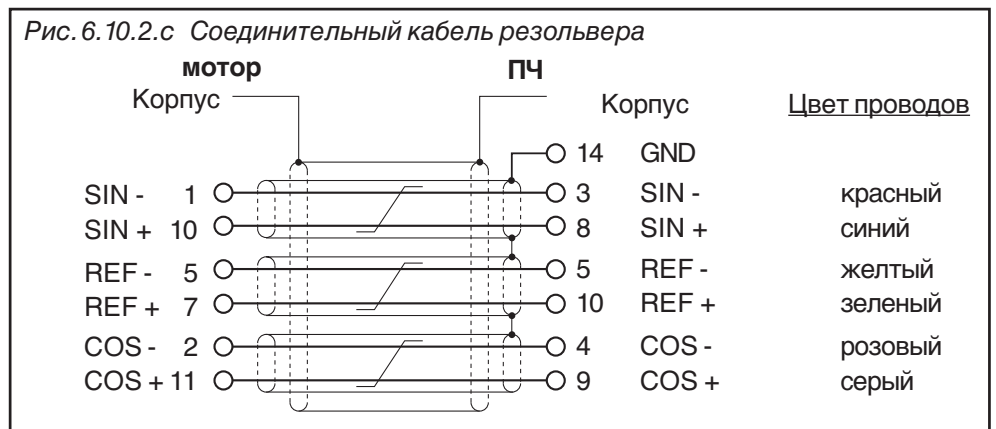 Рис. 6.10.2.c Соединительный кабель резольвера
мотор ПЧ
Корпус Корпус Цвет проводов
14 GND
SIN - 1 3 SIN - красный
SIN + 10 8 SIN + синий
REF - 5 5 REF - желтый
REF + 7 10 REF + зеленый
COS - 2 4 COS - розовый
COS + 11 9 COS + серый